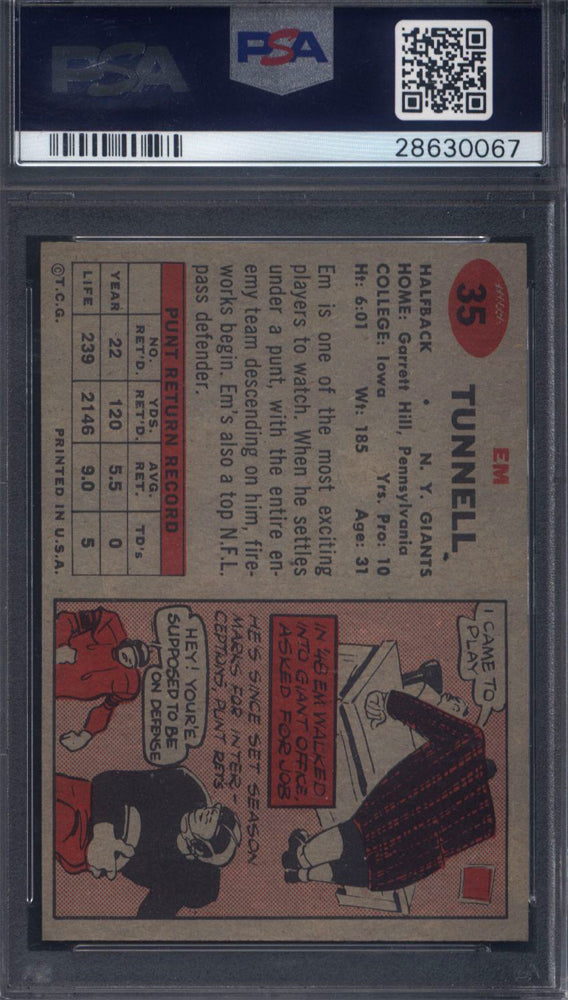 PSA
PSA
28630067
35
EM
TUNNELL
HALFBACK • N. Y. GIANTS
HOME: Garrett Hill, Pennsylvania
COLLEGE: Iowa Yrs. Pro: 10
Ht: 6:01 Wt: 185 Age: 31
Em is one of the most exciting
players to watch. When he settles
under a punt, with the entire en-
emy team descending on him, fire-
works begin. Em's also a top N.F.L.
pass defender.
PUNT RETURN RECORD
NO. RET'D. YDS. RET'D. AVG. RET. TD's
YEAR 22 120 5.5 0
LIFE 239 2146 9.0 5
©T.C.G. PRINTED IN U.S.A.
I CAME TO
PLAY
IN '48 EM WALKED
INTO GIANT OFFICE,
ASKED FOR JOB
HE'S SINCE SET SEASON
MARKS FOR INTER-
CEPTIONS, PUNT RETS
HEY! YOUR'E
SUPPOSED TO BE
ON DEFENSE